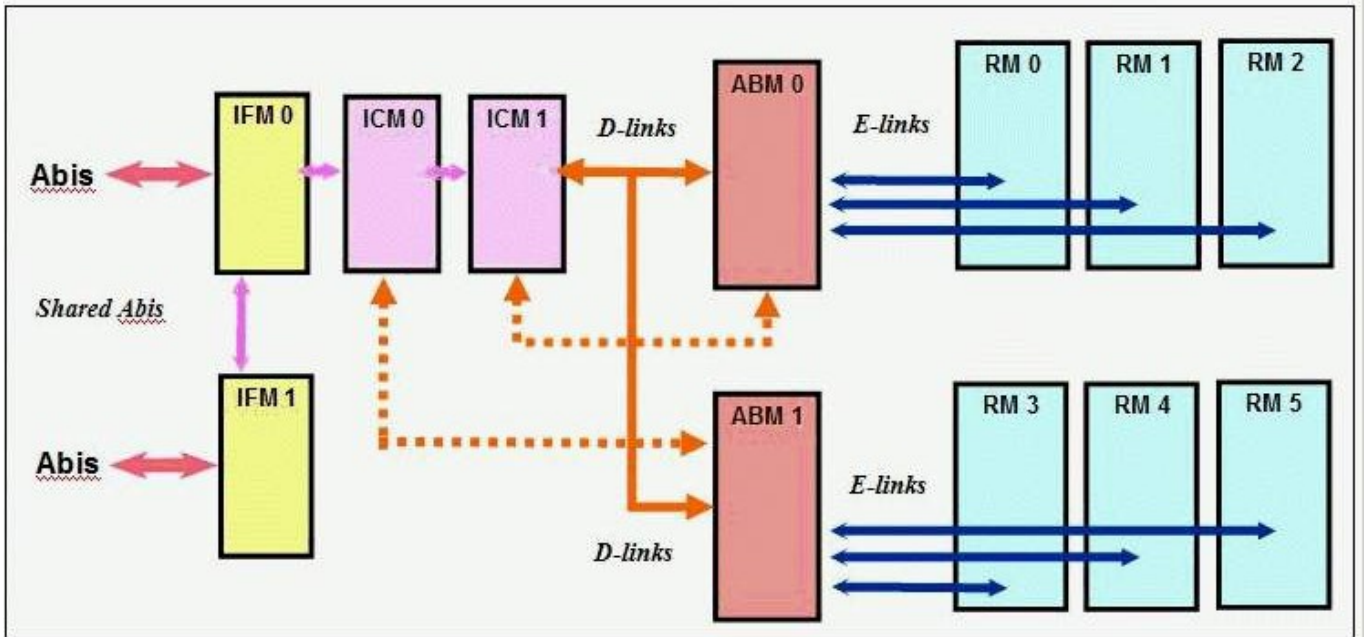 IFM 0
ICM 0
ICM 1
D-links
ABM 0
E-links
RM 0
RM 1
RM 2
Abis
Shared Abis
IFM 1
Abis
ABM 1
D-links
E-links
RM 3
RM 4
RM 5